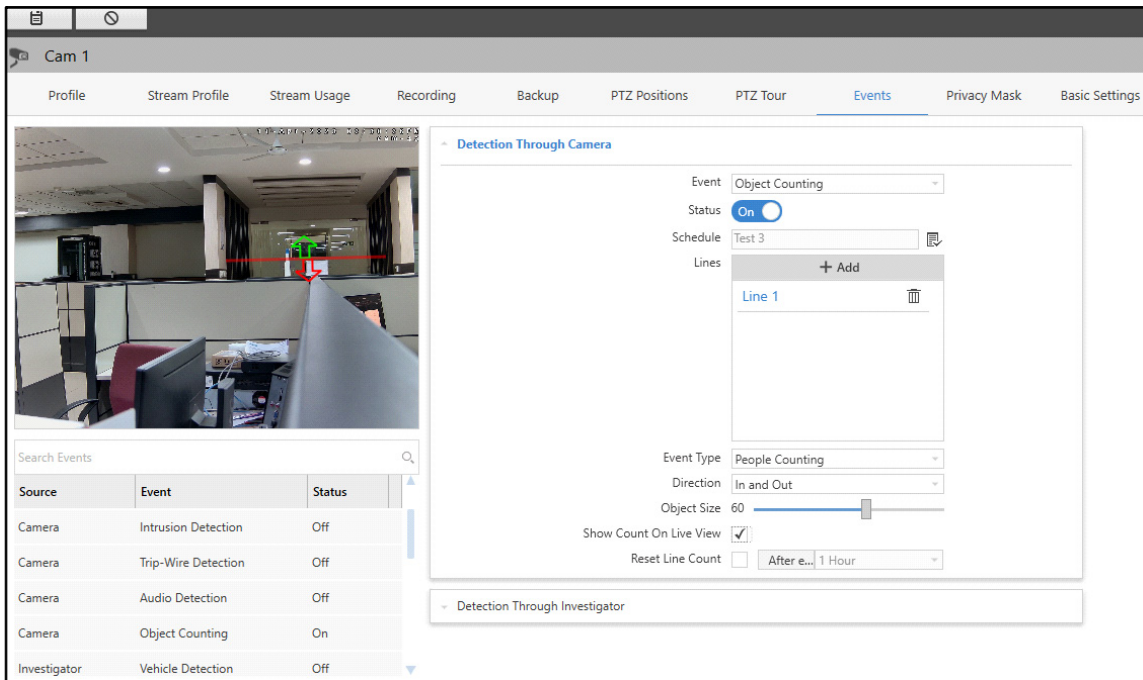 Cam 1
Profile Stream Profile Stream Usage Recording Backup PTZ Positions PTZ Tour Events Privacy Mask Basic Settings
Detection Through Camera
Event Object Counting
Status On
Schedule Test 3
Lines + Add
Line 1
Event Type People Counting
Direction In and Out
Object Size 60
Show Count On Live View
Reset Line Count After e... 1 Hour
Detection Through Investigator
Search Events
Source Event Status
Camera Intrusion Detection Off
Camera Trip-Wire Detection Off
Camera Audio Detection Off
Camera Object Counting On
Investigator Vehicle Detection Off